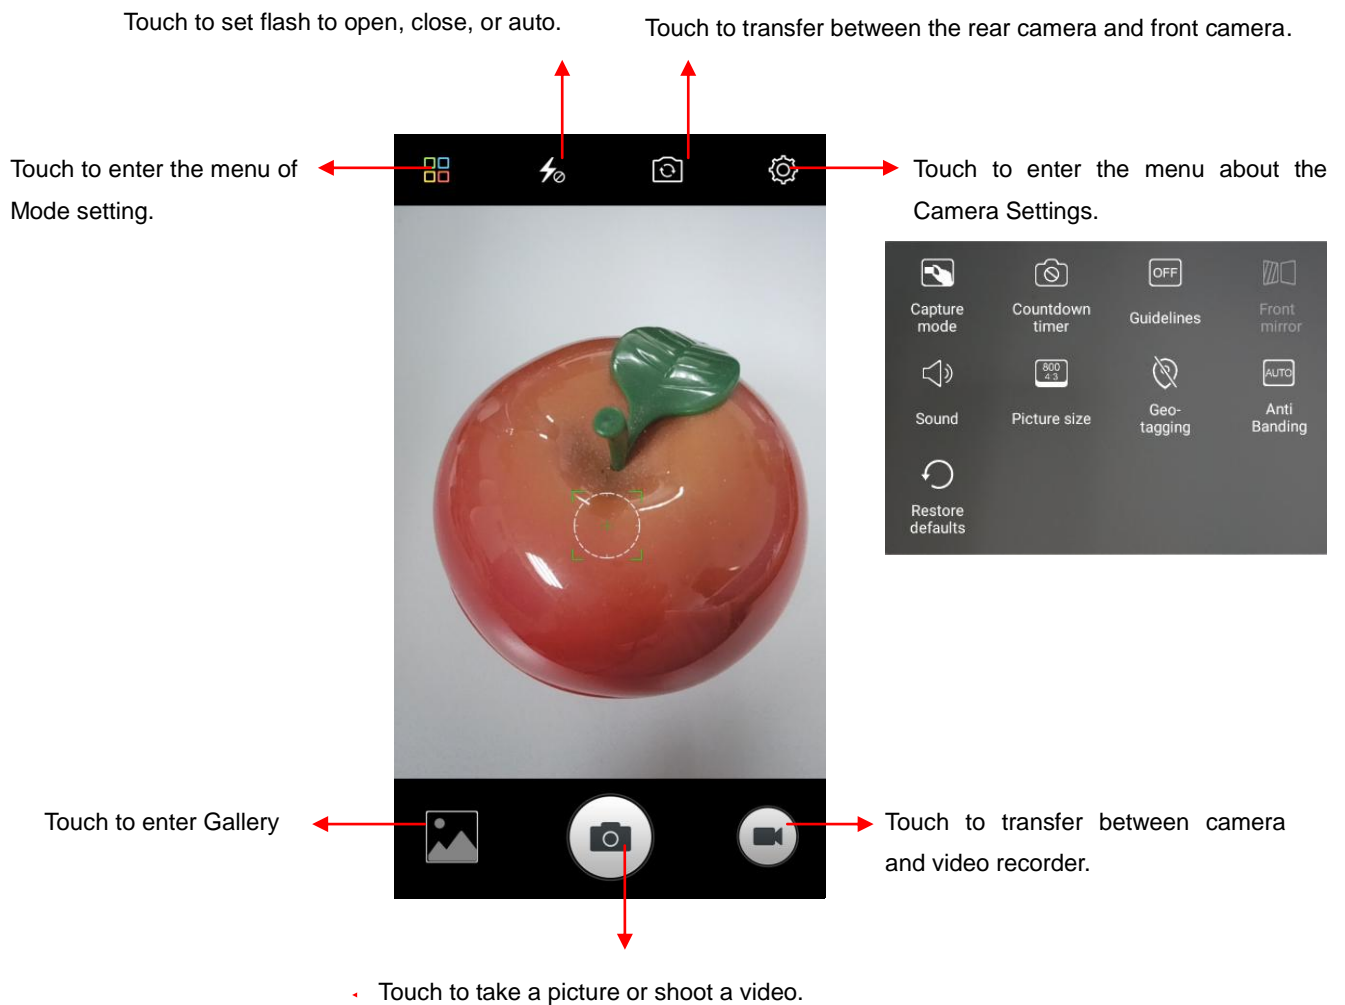 Touch to set flash to open, close, or auto.
Touch to transfer between the rear camera and front camera.
Touch to enter the menu of
Mode setting.
Touch to enter the menu about the
Camera Settings.
Capture
mode
Countdown
timer
OFF
Guidelines
Front
mirror
Sound
800
4:3
Picture size
Geo-
tagging
AUTO
Anti
Banding
Restore
defaults
Touch to enter Gallery
Touch to transfer between camera
and video recorder.
Touch to take a picture or shoot a video.